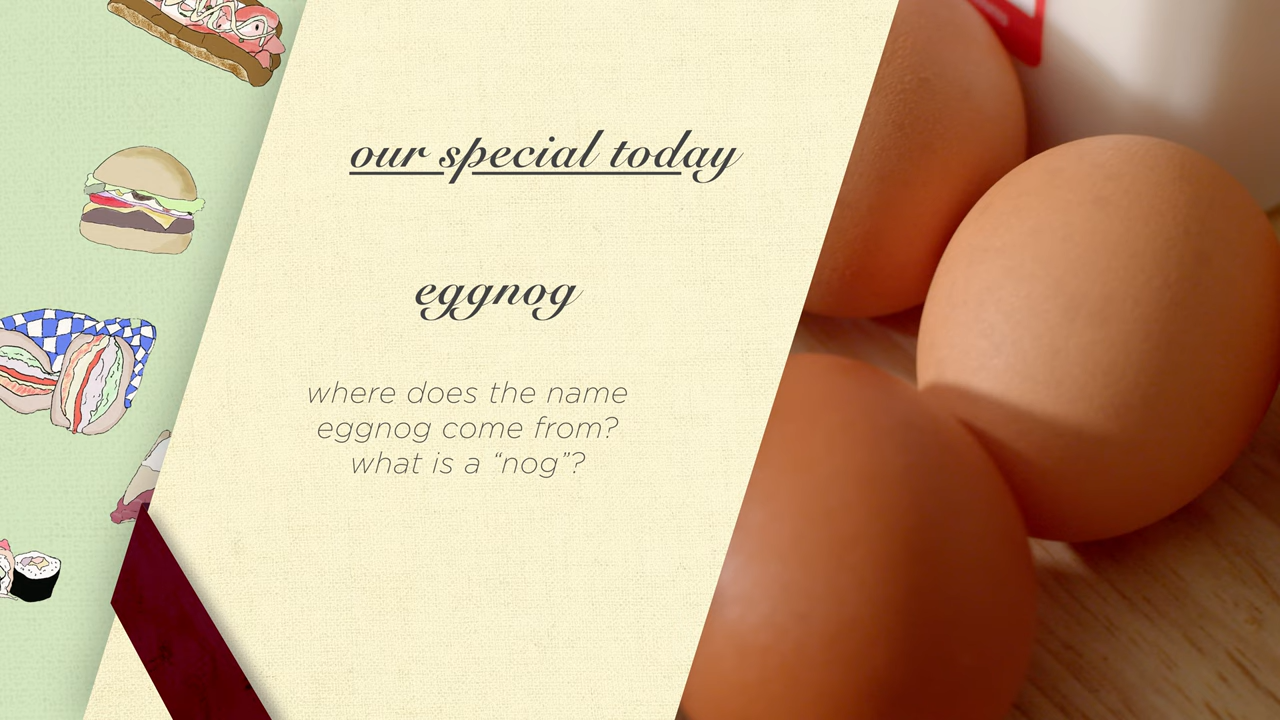 our special today
eggnog
where does the name
eggnog come from?
what is a “nog”?